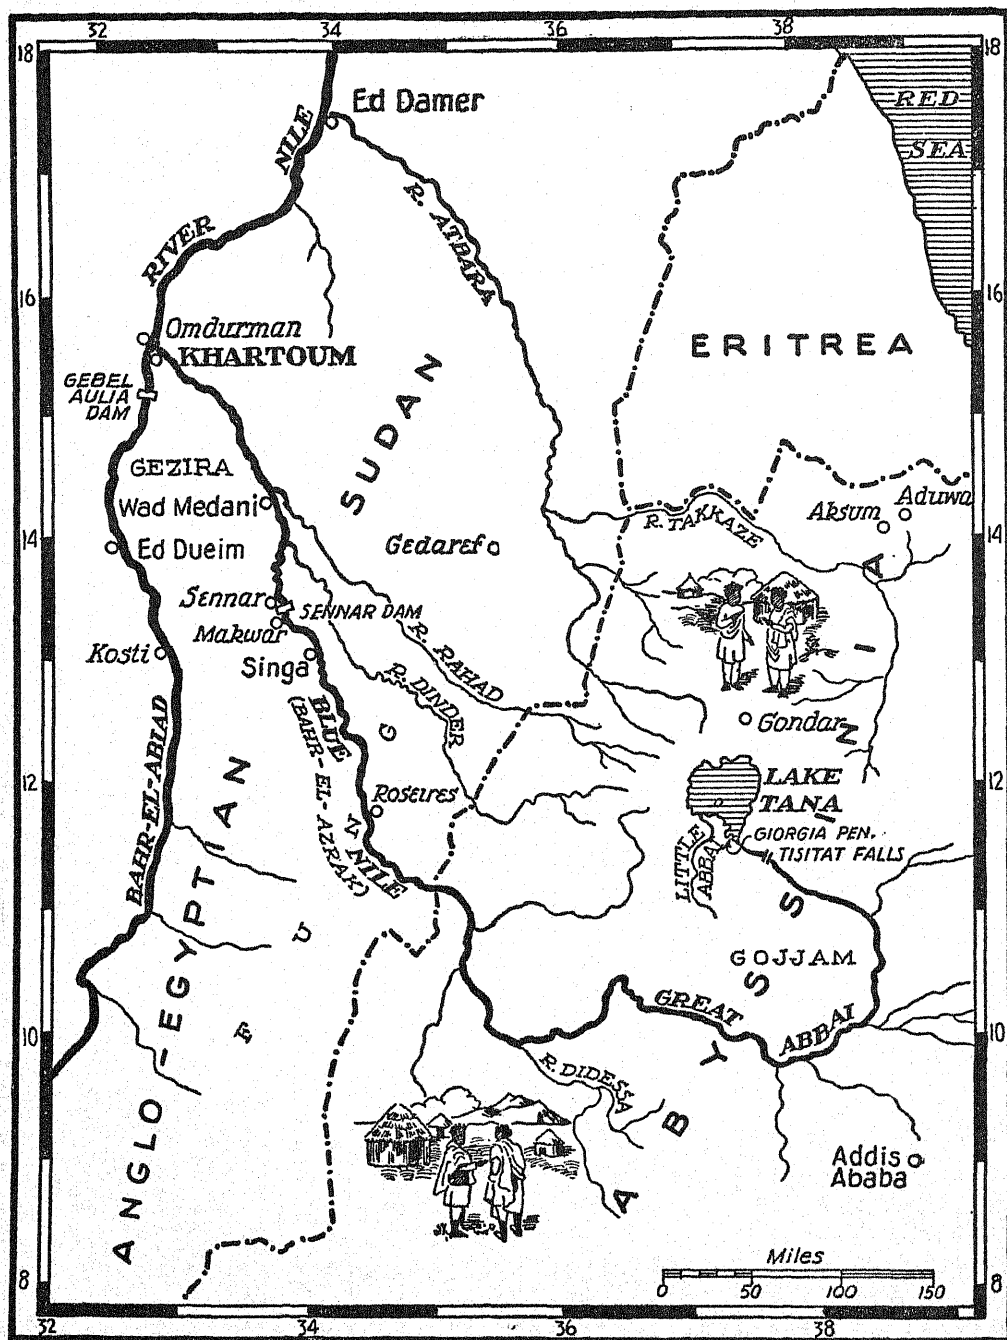 32 34 36 38
18 18
RED
SEA
Ed Damer
RIVER NILE
R. ATBARA
16 16
Omdurman
KHARTOUM
ERITREA
GEBEL
AULIA
DAM
GEZIRA
Wad Medani
Aduwa
Aksum
R. TAKKAZE
14 14
Ed Dueim
Gedaref
Sennar
SENNAR DAM
Makwar
Kosti
Singa
R. RAHAD
R. DINDER
Gondar
BAHR-EL-ABIAD
BLUE NILE
(BAHR-EL-AZRAK)
12 12
Roseires
LAKE
TANA
GIORGIA PEN.
TISITAT FALLS
LITTLE
ABBAI
GOJJAM
GREAT ABBAI
10 10
FUNG
ANGLO-EGYPTIAN SUDAN
ABYSSINIA
R. DIDESSA
Addis
Ababa
Miles
0 50 100 150
8 8
32 34 36 38